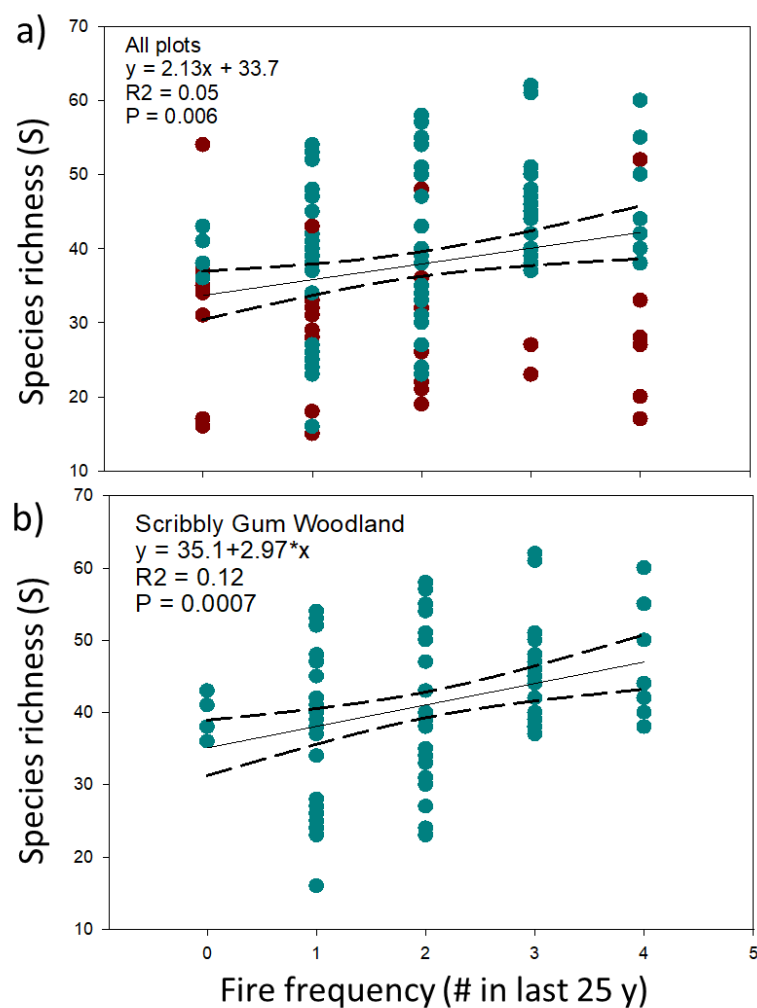 a)
All plots
y = 2.13x + 33.7
R2 = 0.05
P = 0.006
Species richness (S)
70
60
50
40
30
20
10
b)
Scribbly Gum Woodland
y = 35.1+2.97*x
R2 = 0.12
P = 0.0007
Species richness (S)
70
60
50
40
30
20
10
0 1 2 3 4 5
Fire frequency (# in last 25 y)